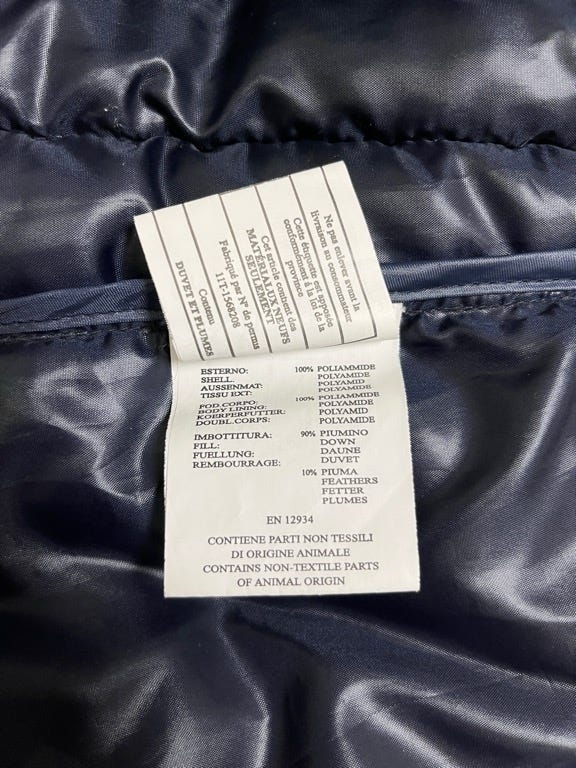 Ne pas enlever avant la
livraison au consommateur
Cette étiquette est apposée
conformément à la loi de la
province
Cet article contient des
MATÉRIAUX NEUFS
SEULEMENT
Fabriqué par N° de permis
11T-1568208
Contenu
DUVET ET PLUMES
ESTERNO: 100% POLIAMMIDE
SHELL. POLYAMIDE
AUSSENMAT: POLYAMID
TISSU EXT: POLYAMIDE
FOD.CORPO: 100% POLIAMMIDE
BODY LINING: POLYAMIDE
KOERPERFUTTER: POLYAMID
DOUBL.CORPS: POLYAMIDE
IMBOTTITURA: 90% PIUMINO
FILL: DOWN
FUELLUNG: DAUNE
REMBOURRAGE: DUVET
10% PIUMA
FEATHERS
FETTER
PLUMES
EN 12934
CONTIENE PARTI NON TESSILI
DI ORIGINE ANIMALE
CONTAINS NON-TEXTILE PARTS
OF ANIMAL ORIGIN